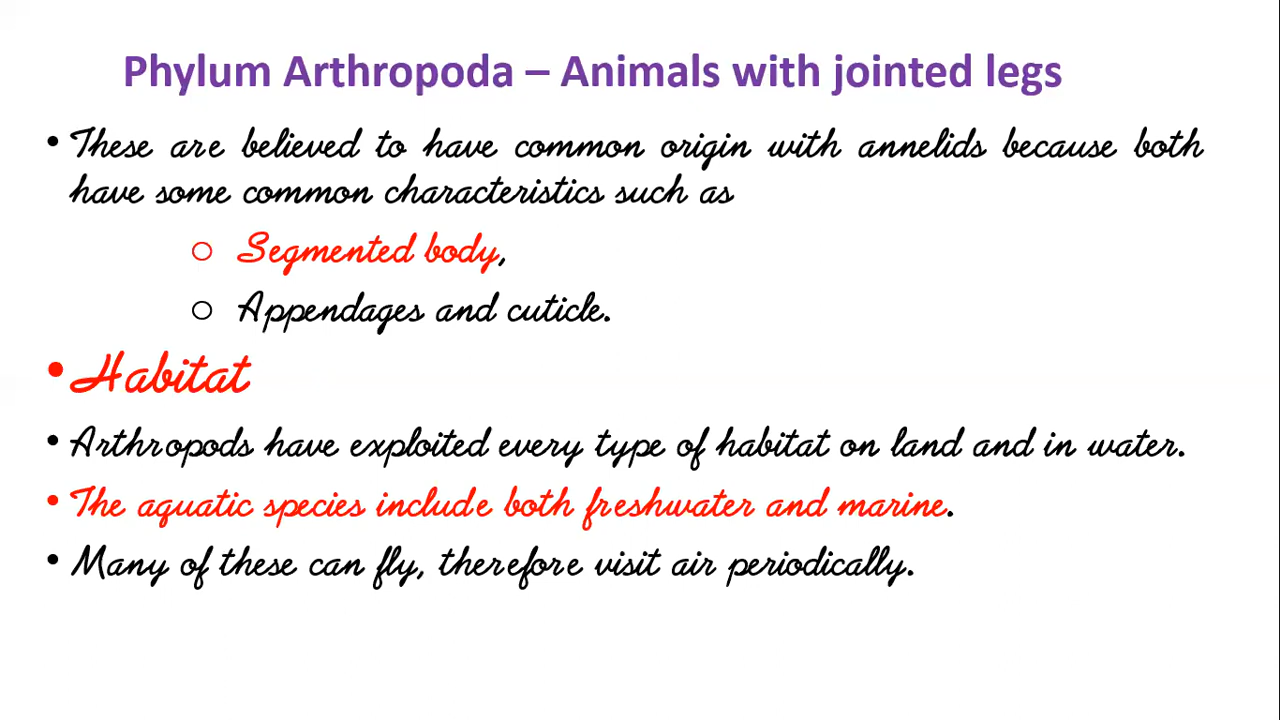 Phylum Arthropoda – Animals with jointed legs
• These are believed to have common origin with annelids because both
have some common characteristics such as
○ Segmented body,
○ Appendages and cuticle.
• Habitat
• Arthropods have exploited every type of habitat on land and in water.
• The aquatic species include both freshwater and marine.
• Many of these can fly, therefore visit air periodically.